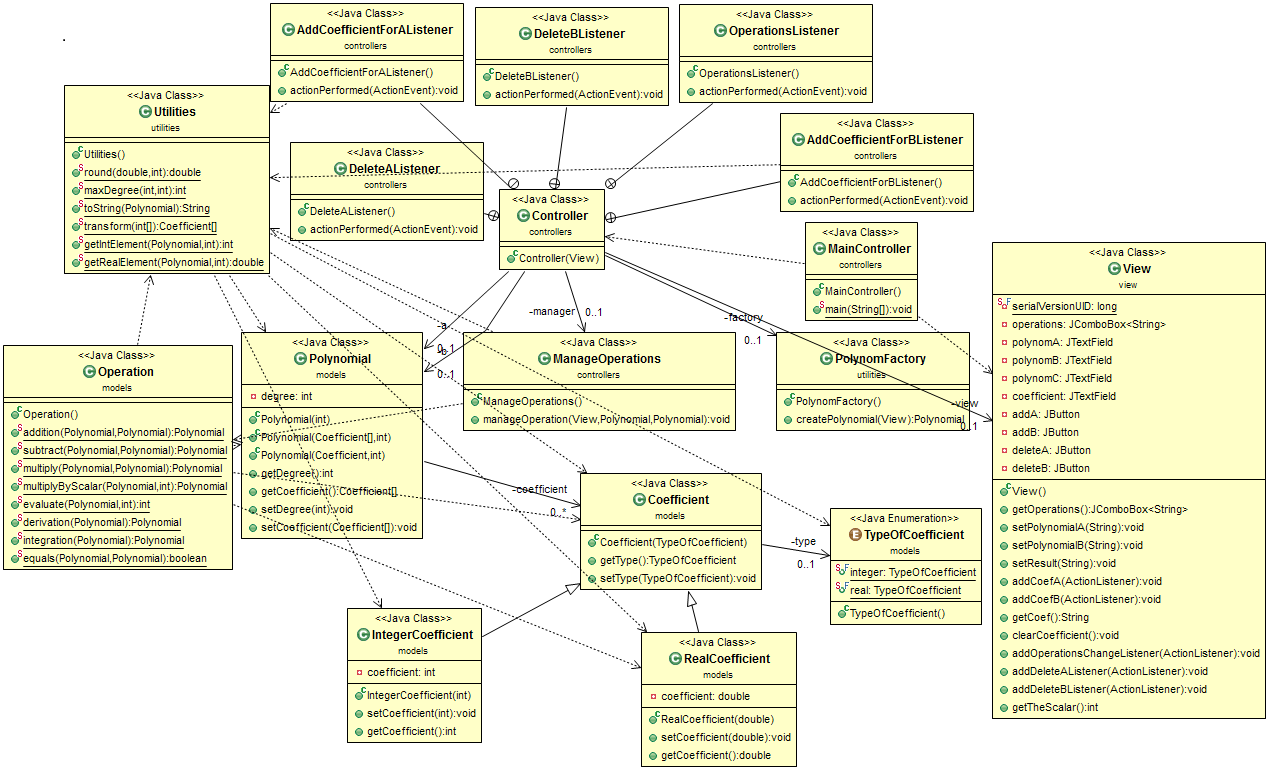 <<Java Class>>
AddCoefficientForAListener
controllers
AddCoefficientForAListener()
actionPerformed(ActionEvent):void
<<Java Class>>
DeleteBListener
controllers
DeleteBListener()
actionPerformed(ActionEvent):void
<<Java Class>>
OperationsListener
controllers
OperationsListener()
actionPerformed(ActionEvent):void
<<Java Class>>
Utilities
utilities
Utilities()
round(double,int):double
maxDegree(int,int):int
toString(Polynomial):String
transform(int[]):Coefficient[]
getIntElement(Polynomial,int):int
getRealElement(Polynomial,int):double
<<Java Class>>
DeleteAListener
controllers
DeleteAListener()
actionPerformed(ActionEvent):void
<<Java Class>>
AddCoefficientForBListener
controllers
AddCoefficientForBListener()
actionPerformed(ActionEvent):void
<<Java Class>>
Controller
controllers
Controller(View)
<<Java Class>>
MainController
controllers
MainController()
main(String[]):void
<<Java Class>>
View
view
serialVersionUID: long
operations: JComboBox<String>
polynomA: JTextField
polynomB: JTextField
polynomC: JTextField
coefficient: JTextField
addA: JButton
addB: JButton
deleteA: JButton
deleteB: JButton
View()
getOperations():JComboBox<String>
setPolynomialA(String):void
setPolynomialB(String):void
setResult(String):void
addCoefA(ActionListener):void
addCoefB(ActionListener):void
getCoef():String
clearCoefficient():void
addOperationsChangeListener(ActionListener):void
addDeleteAListener(ActionListener):void
addDeleteBListener(ActionListener):void
getTheScalar():int
-a
0..1
-b
0..1
-manager
0..1
-factory
0..1
-view
0..1
<<Java Class>>
Operation
models
Operation()
addition(Polynomial,Polynomial):Polynomial
subtract(Polynomial,Polynomial):Polynomial
multiply(Polynomial,Polynomial):Polynomial
multiplyByScalar(Polynomial,int):Polynomial
evaluate(Polynomial,int):int
derivation(Polynomial):Polynomial
integration(Polynomial):Polynomial
equals(Polynomial,Polynomial):boolean
<<Java Class>>
Polynomial
models
degree: int
Polynomial(int)
Polynomial(Coefficient[],int)
Polynomial(Coefficient,int)
getDegree():int
getCoefficient():Coefficient[]
setDegree(int):void
setCoefficient(Coefficient[]):void
<<Java Class>>
ManageOperations
controllers
ManageOperations()
manageOperation(View,Polynomial,Polynomial):void
<<Java Class>>
PolynomFactory
utilities
PolynomFactory()
createPolynomial(View):Polynomial
-coefficient
0..*
<<Java Class>>
Coefficient
models
Coefficient(TypeOfCoefficient)
getType():TypeOfCoefficient
setType(TypeOfCoefficient):void
-type
0..1
<<Java Enumeration>>
TypeOfCoefficient
models
integer: TypeOfCoefficient
real: TypeOfCoefficient
TypeOfCoefficient()
<<Java Class>>
IntegerCoefficient
models
coefficient: int
IntegerCoefficient(int)
setCoefficient(int):void
getCoefficient():int
<<Java Class>>
RealCoefficient
models
coefficient: double
RealCoefficient(double)
setCoefficient(double):void
getCoefficient():double